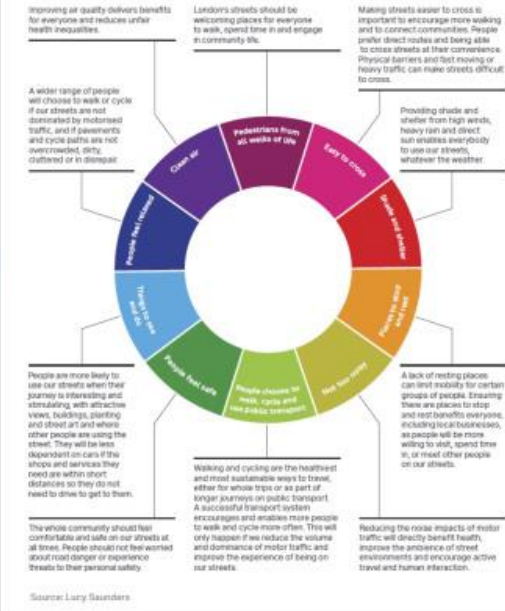 Improving air quality delivers benefits
for everyone and reduces unfair
health inequalities.
London's streets should be
welcoming places for everyone
to walk, spend time in and engage
in community life.
Making streets easier to cross is
important to encourage more walking
and to connect communities. People
prefer direct routes and being able
to cross streets at their convenience.
Physical barriers and fast moving or
heavy traffic can make streets difficult
to cross.
A wider range of people
will choose to walk or cycle
if our streets are not
dominated by motorised
traffic, and if pavements
and cycle paths are not
overcrowded, dirty,
cluttered or in disrepair.
Providing shade and
shelter from high winds,
heavy rain and direct
sun enables everybody
to use our streets,
whatever the weather.
Pedestrians from
all walks of life
Easy to cross
Shade and shelter
Places to stop
and rest
Not too noisy
People choose to
walk, cycle and
use public transport
People feel safe
Things to see
and do
People feel relaxed
Clean air
People are more likely to
use our streets when their
journey is interesting and
stimulating, with attractive
views, buildings, planting
and street art and where
other people are using the
street. They will be less
dependent on cars if the
shops and services they
need are within short
distances so they do not
need to drive to get to them.
A lack of resting places
can limit mobility for certain
groups of people. Ensuring
there are places to stop
and rest benefits everyone,
including local businesses,
as people will be more
willing to visit, spend time
in, or meet other people
on our streets.
Walking and cycling are the healthiest
and most sustainable ways to travel,
either for whole trips or as part of
longer journeys on public transport.
A successful transport system
encourages and enables more people
to walk and cycle more often. This will
only happen if we reduce the volume
and dominance of motor traffic and
improve the experience of being on
our streets.
The whole community should feel
comfortable and safe on our streets at
all times. People should not feel worried
about road danger or experience
threats to their personal safety.
Reducing the noise impacts of motor
traffic will directly benefit health,
improve the ambience of street
environments and encourage active
travel and human interaction.
Source: Lucy Saunders